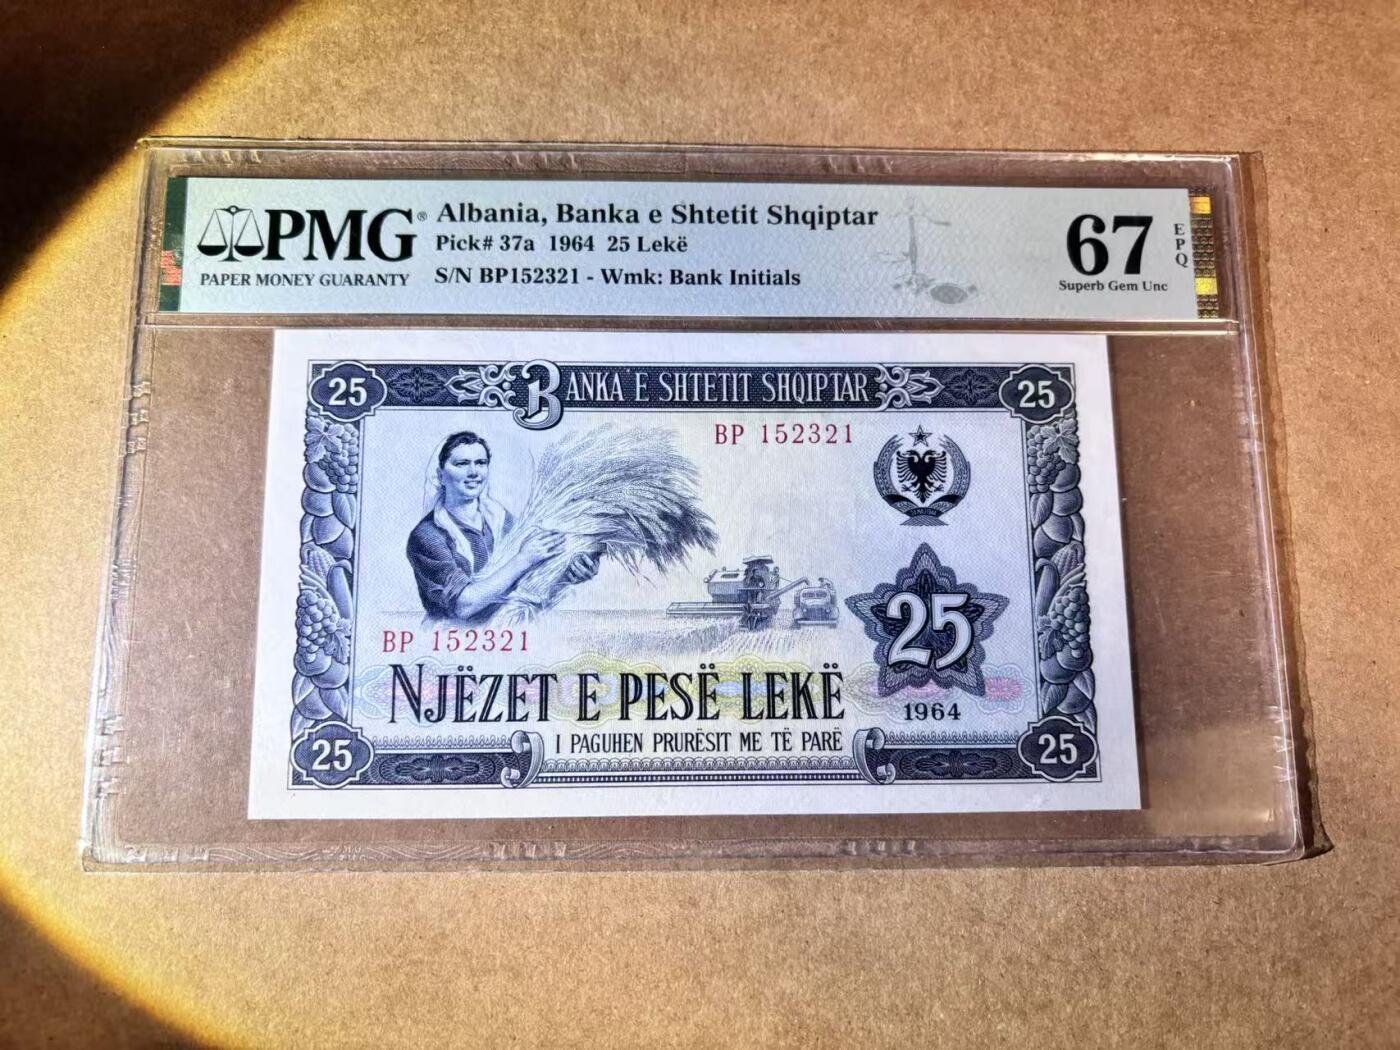 PMG®
PAPER MONEY GUARANTY
Albania, Banka e Shtetit Shqiptar
Pick# 37a 1964 25 Lekë
S/N BP152321 - Wmk: Bank Initials
67
EPQ
Superb Gem Unc
25
BANKA E SHTETIT SHQIPTAR
25
BP 152321
25
BP 152321
NJËZET E PESË LEKË
1964
I PAGUHEN PRURËSIT ME TË PARË
25
25